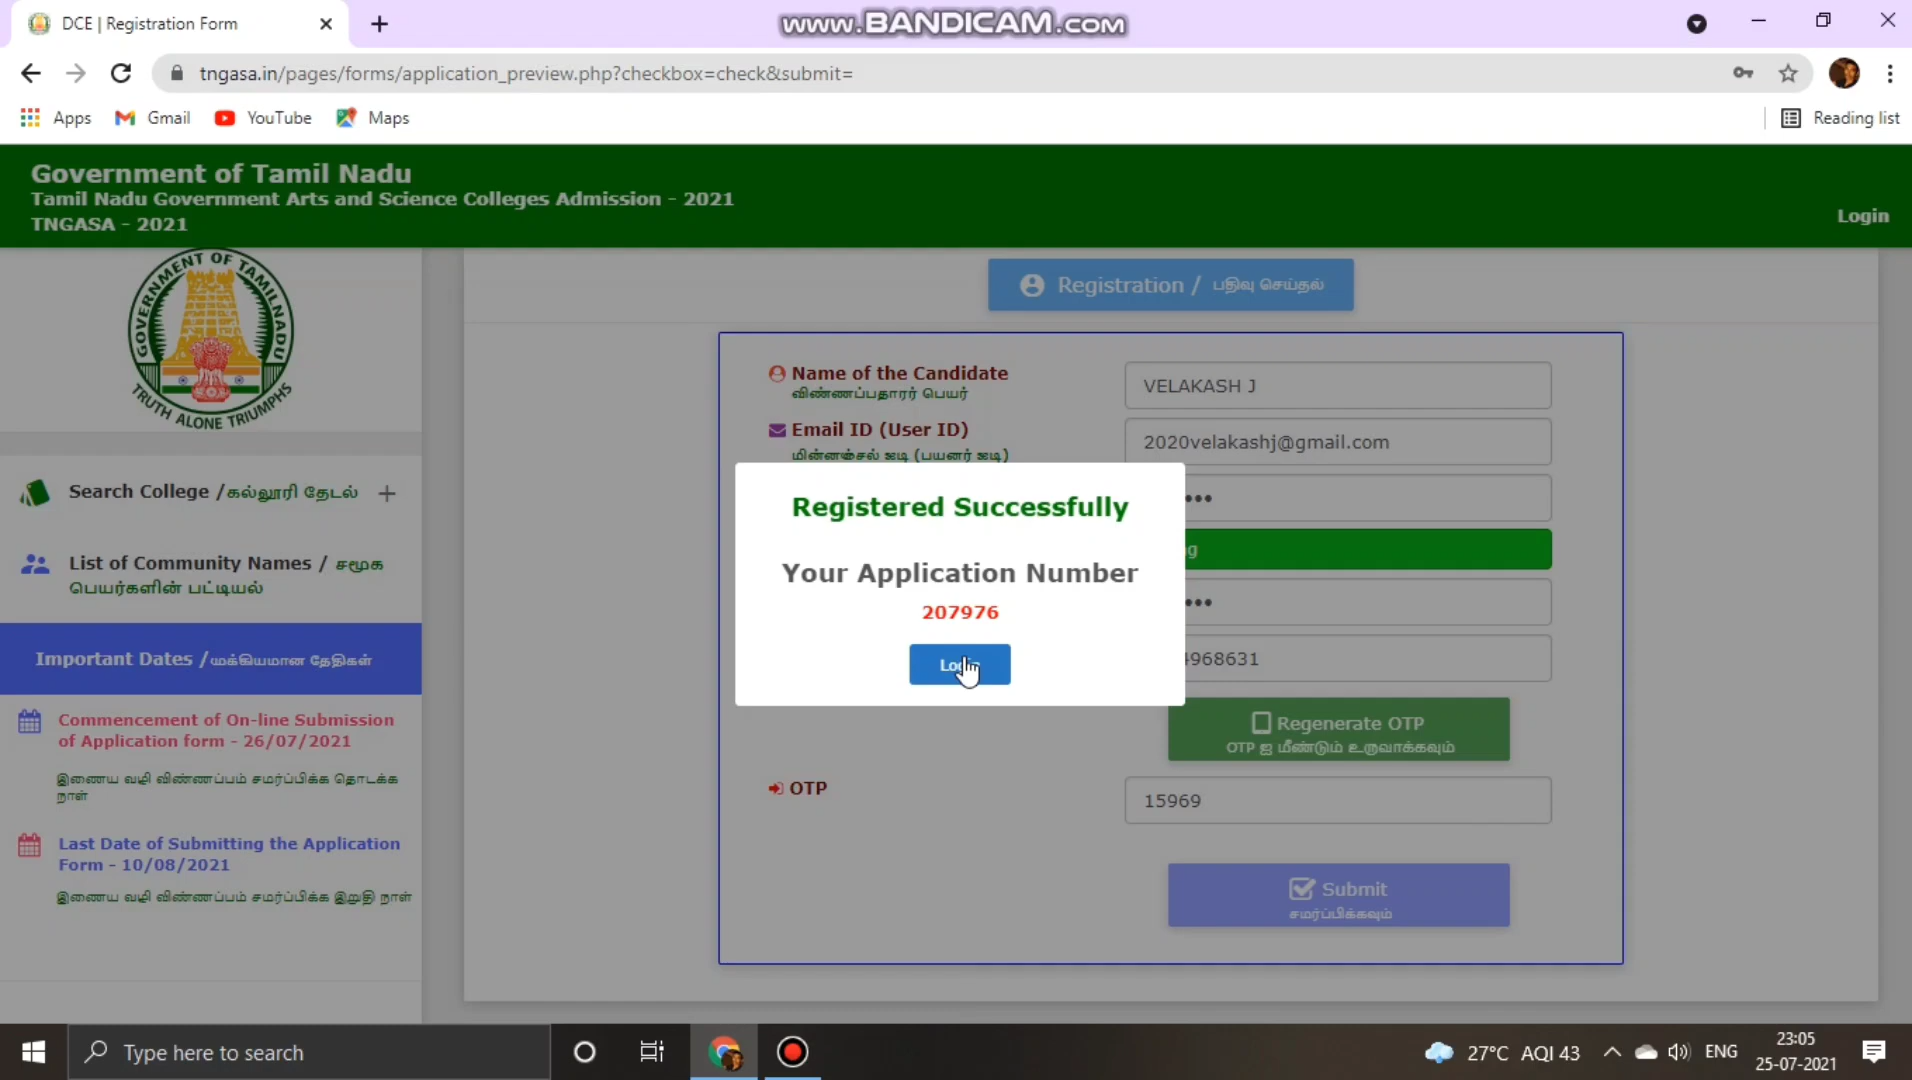 DCE | Registration Form
www.BANDICAM.com
tngasa.in/pages/forms/application_preview.php?checkbox=check&submit=
Apps
Gmail
YouTube
Maps
Reading list
Government of Tamil Nadu
Tamil Nadu Government Arts and Science Colleges Admission - 2021
TNGASA - 2021
Login
GOVERNMENT OF TAMILNADU
TRUTH ALONE TRIUMPHS
Registration / பதிவு செய்தல்
Name of the Candidate
விண்ணப்பதாரர் பெயர்
VELAKASH J
Email ID (User ID)
மின்னஞ்சல் ஐடி (பயனர் ஐடி)
2020velakashj@gmail.com
Search College /கல்லூரி தேடல்
List of Community Names / சமூக
பெயர்களின் பட்டியல்
Registered Successfully
Your Application Number
207976
Login
4968631
Regenerate OTP
OTP ஐ மீண்டும் உருவாக்கவும்
OTP
15969
Submit
சமர்ப்பிக்கவும்
Important Dates /முக்கியமான தேதிகள்
Commencement of On-line Submission
of Application form - 26/07/2021
இணைய வழி விண்ணப்பம் சமர்ப்பிக்க தொடக்க
நாள்
Last Date of Submitting the Application
Form - 10/08/2021
இணைய வழி விண்ணப்பம் சமர்ப்பிக்க இறுதி நாள்
Type here to search
27°C AQI 43
ENG
23:05
25-07-2021